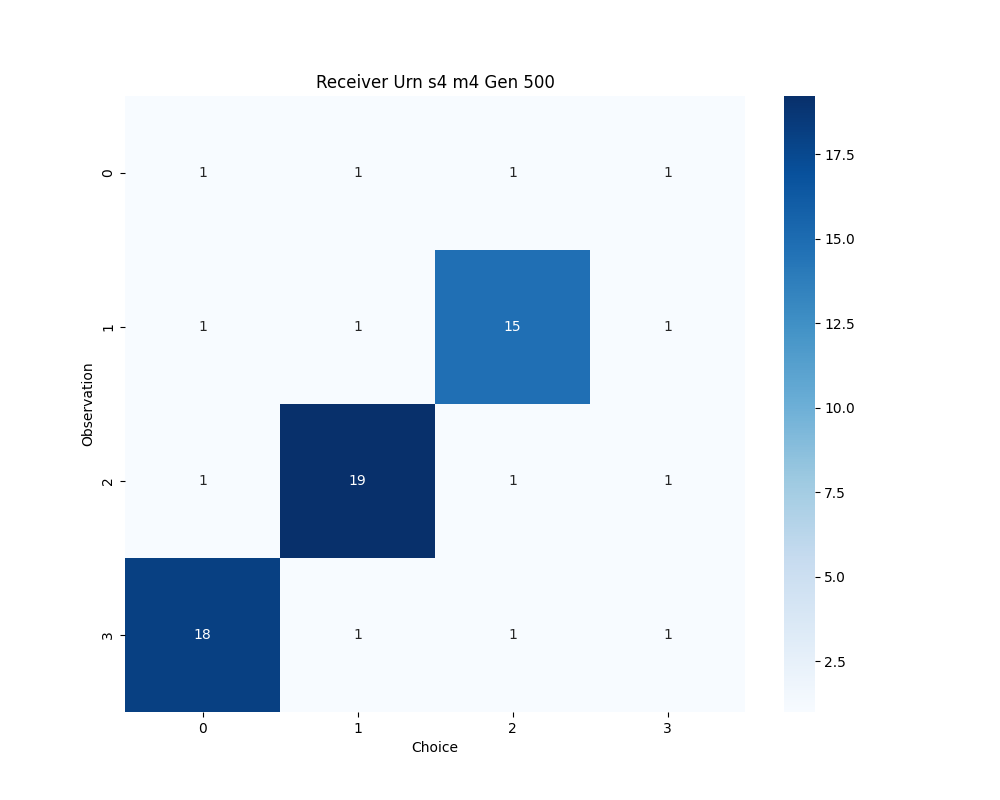 Receiver Urn s4 m4 Gen 500
0 1 1 1 1
1 1 1 15 1
2 1 19 1 1
3 18 1 1 1
0 1 2 3
Observation
Choice
17.5
15.0
12.5
10.0
7.5
5.0
2.5